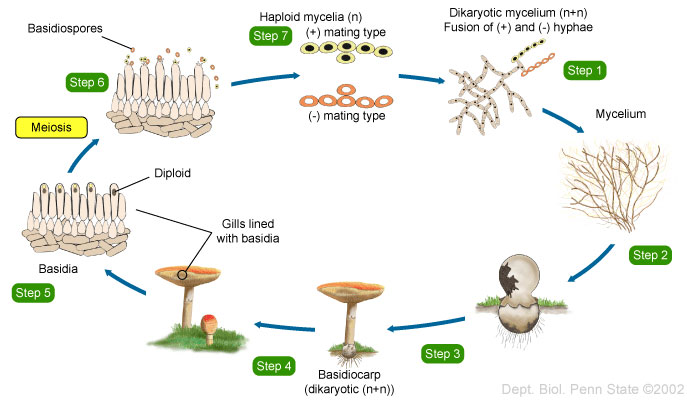 Haploid mycelia (n)
Step 7
(+) mating type
(-) mating type
Dikaryotic mycelium (n+n)
Fusion of (+) and (-) hyphae
Step 1
Mycelium
Step 2
Step 3
Basidiocarp
(dikaryotic (n+n))
Step 4
Gills lined
with basidia
Diploid
Basidia
Step 5
Meiosis
Step 6
Basidiospores
Dept. Biol. Penn State ©2002